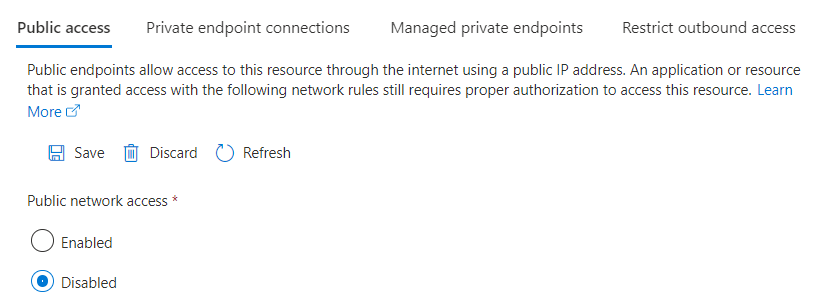 Public access Private endpoint connections Managed private endpoints Restrict outbound access
Public endpoints allow access to this resource through the internet using a public IP address. An application or resource
that is granted access with the following network rules still requires proper authorization to access this resource. Learn
More
Save Discard Refresh
Public network access *
Enabled
Disabled